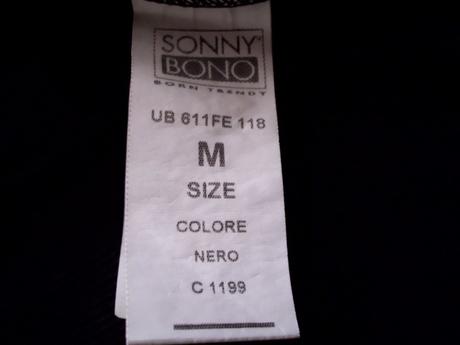 SONNY
BONO
BORN TRENDY
UB 611FE 118
M
SIZE
COLORE
NERO
C 1199